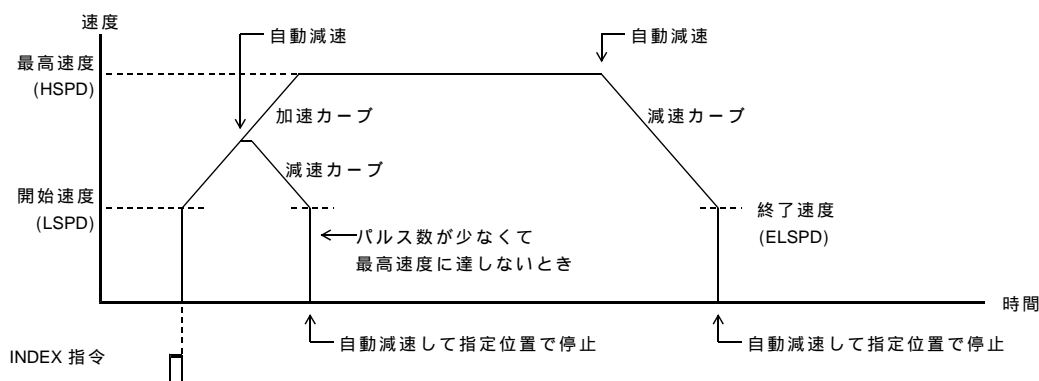 速度
自動減速
自動減速
最高速度
(HSPD)
加速カーブ
減速カーブ
減速カーブ
開始速度
(LSPD)
終了速度
(ELSPD)
パルス数が少なくて
最高速度に達しないとき
時間
自動減速して指定位置で停止
自動減速して指定位置で停止
INDEX 指令